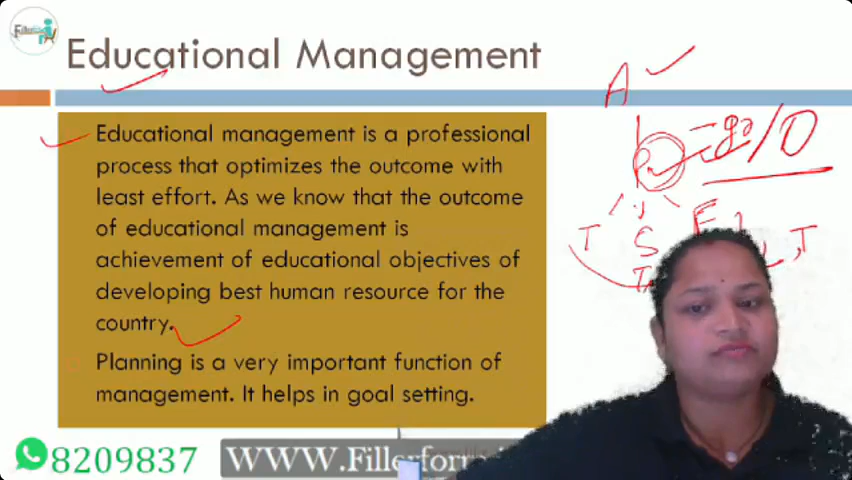 Filler
Educational Management
A
Educational management is a professional
process that optimizes the outcome with
least effort. As we know that the outcome
of educational management is
achievement of educational objectives of
developing best human resource for the
country.
Planning is a very important function of
management. It helps in goal setting.
T S E T
8209837 WWW.Fillerform